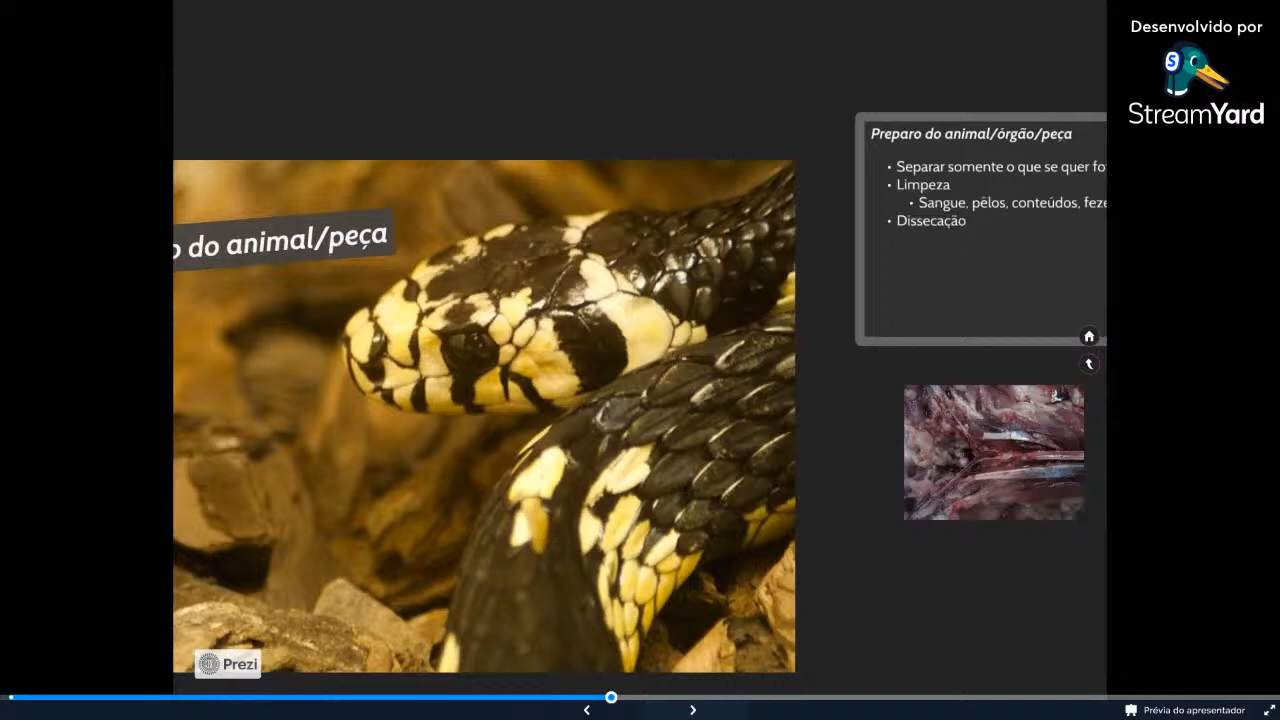 Desenvolvido por
StreamYard
Preparo do animal/órgão/peça
• Separar somente o que se quer fo
• Limpeza
• Sangue, pêlos, conteúdos, feze
• Dissecação
o do animal/peça
Prezi
Prévia do apresentador